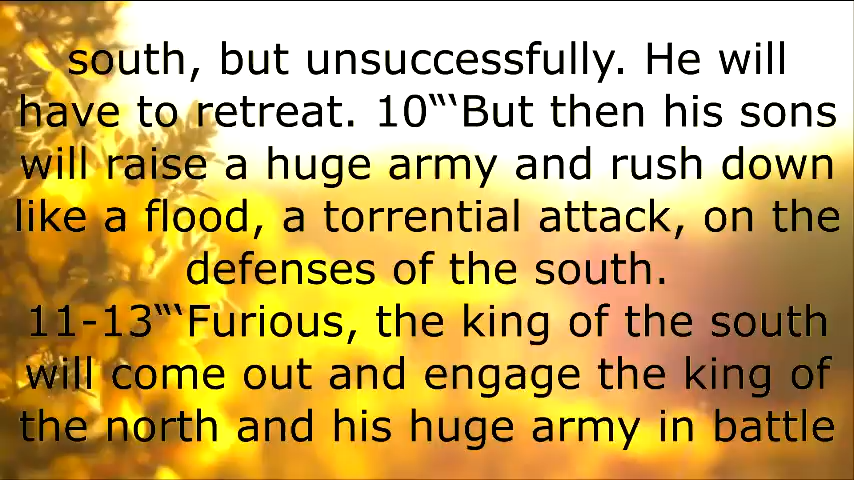 south, but unsuccessfully. He will
have to retreat. 10“‘But then his sons
will raise a huge army and rush down
like a flood, a torrential attack, on the
defenses of the south.
11-13“‘Furious, the king of the south
will come out and engage the king of
the north and his huge army in battle